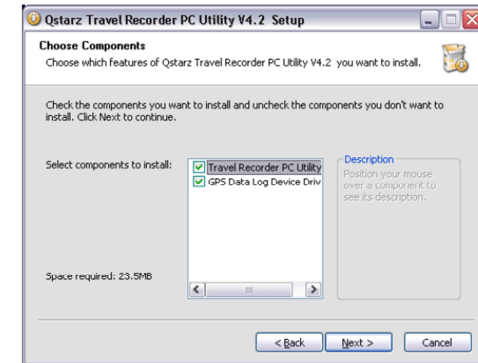 Qstarz Travel Recorder PC Utility V4.2 Setup
Choose Components
Choose which features of Qstarz Travel Recorder PC Utility V4.2 you want to install.
Check the components you want to install and uncheck the components you don't want to
install. Click Next to continue.
Select components to install:
Travel Recorder PC Utility
GPS Data Log Device Driv
Description
Position your mouse
over a component to
see its description.
Space required: 23.5MB
< Back
Next >
Cancel